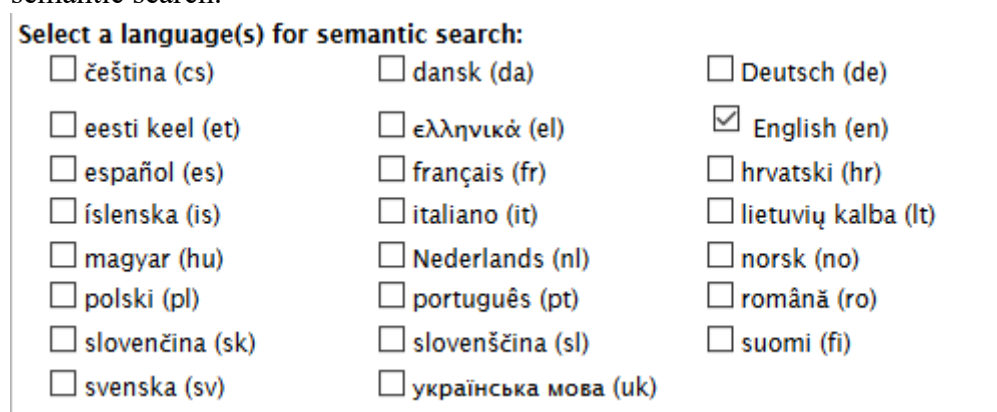 semantic search.
Select a language(s) for semantic search:
čeština (cs) dansk (da) Deutsch (de)
eesti keel (et) ελληνικά (el) English (en)
español (es) français (fr) hrvatski (hr)
íslenska (is) italiano (it) lietuvių kalba (lt)
magyar (hu) Nederlands (nl) norsk (no)
polski (pl) português (pt) română (ro)
slovenčina (sk) slovenščina (sl) suomi (fi)
svenska (sv) українська мова (uk)